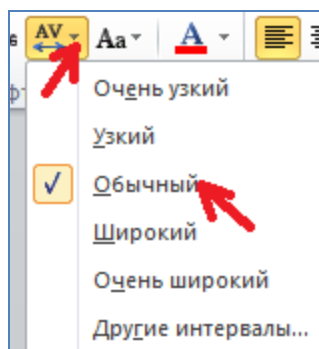 AV Aa A
Очень узкий
Узкий
Обычный
Широкий
Очень широкий
Другие интервалы...